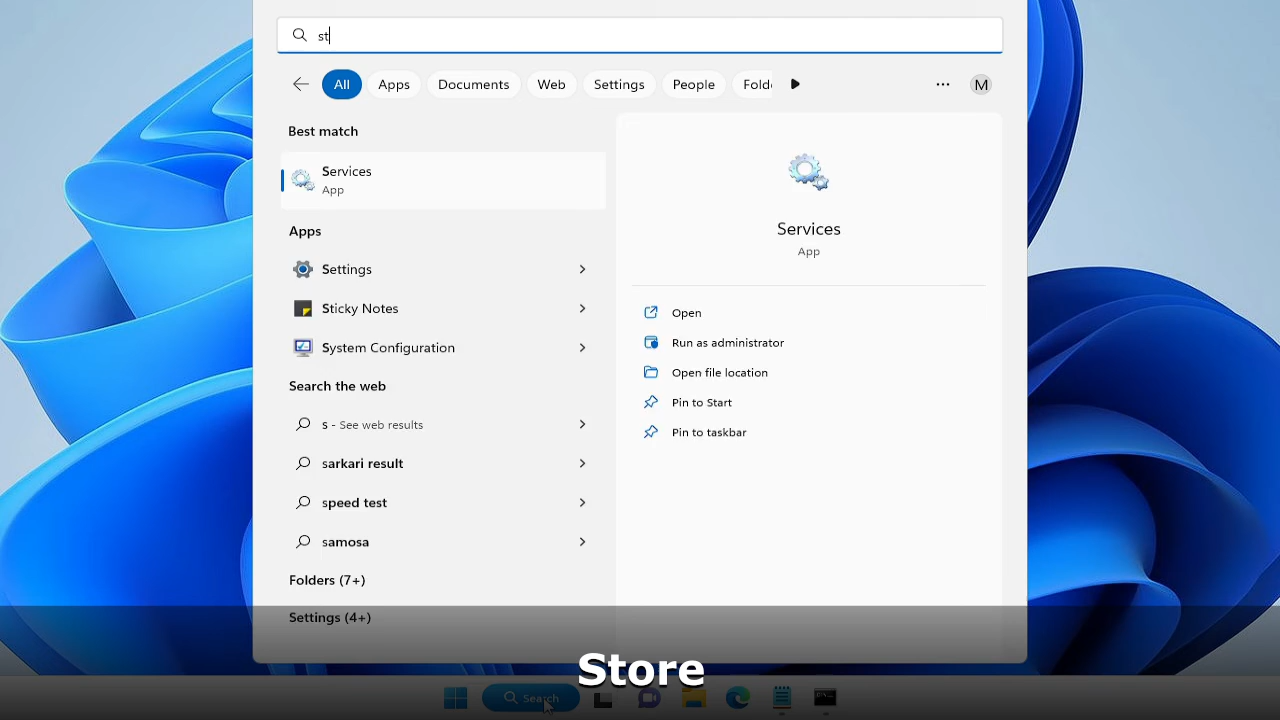 st
All Apps Documents Web Settings People Fold
M
Best match
Services
App
Apps
Settings
Sticky Notes
System Configuration
Search the web
s - See web results
sarkari result
speed test
samosa
Folders (7+)
Settings (4+)
Services
App
Open
Run as administrator
Open file location
Pin to Start
Pin to taskbar
Store
Search